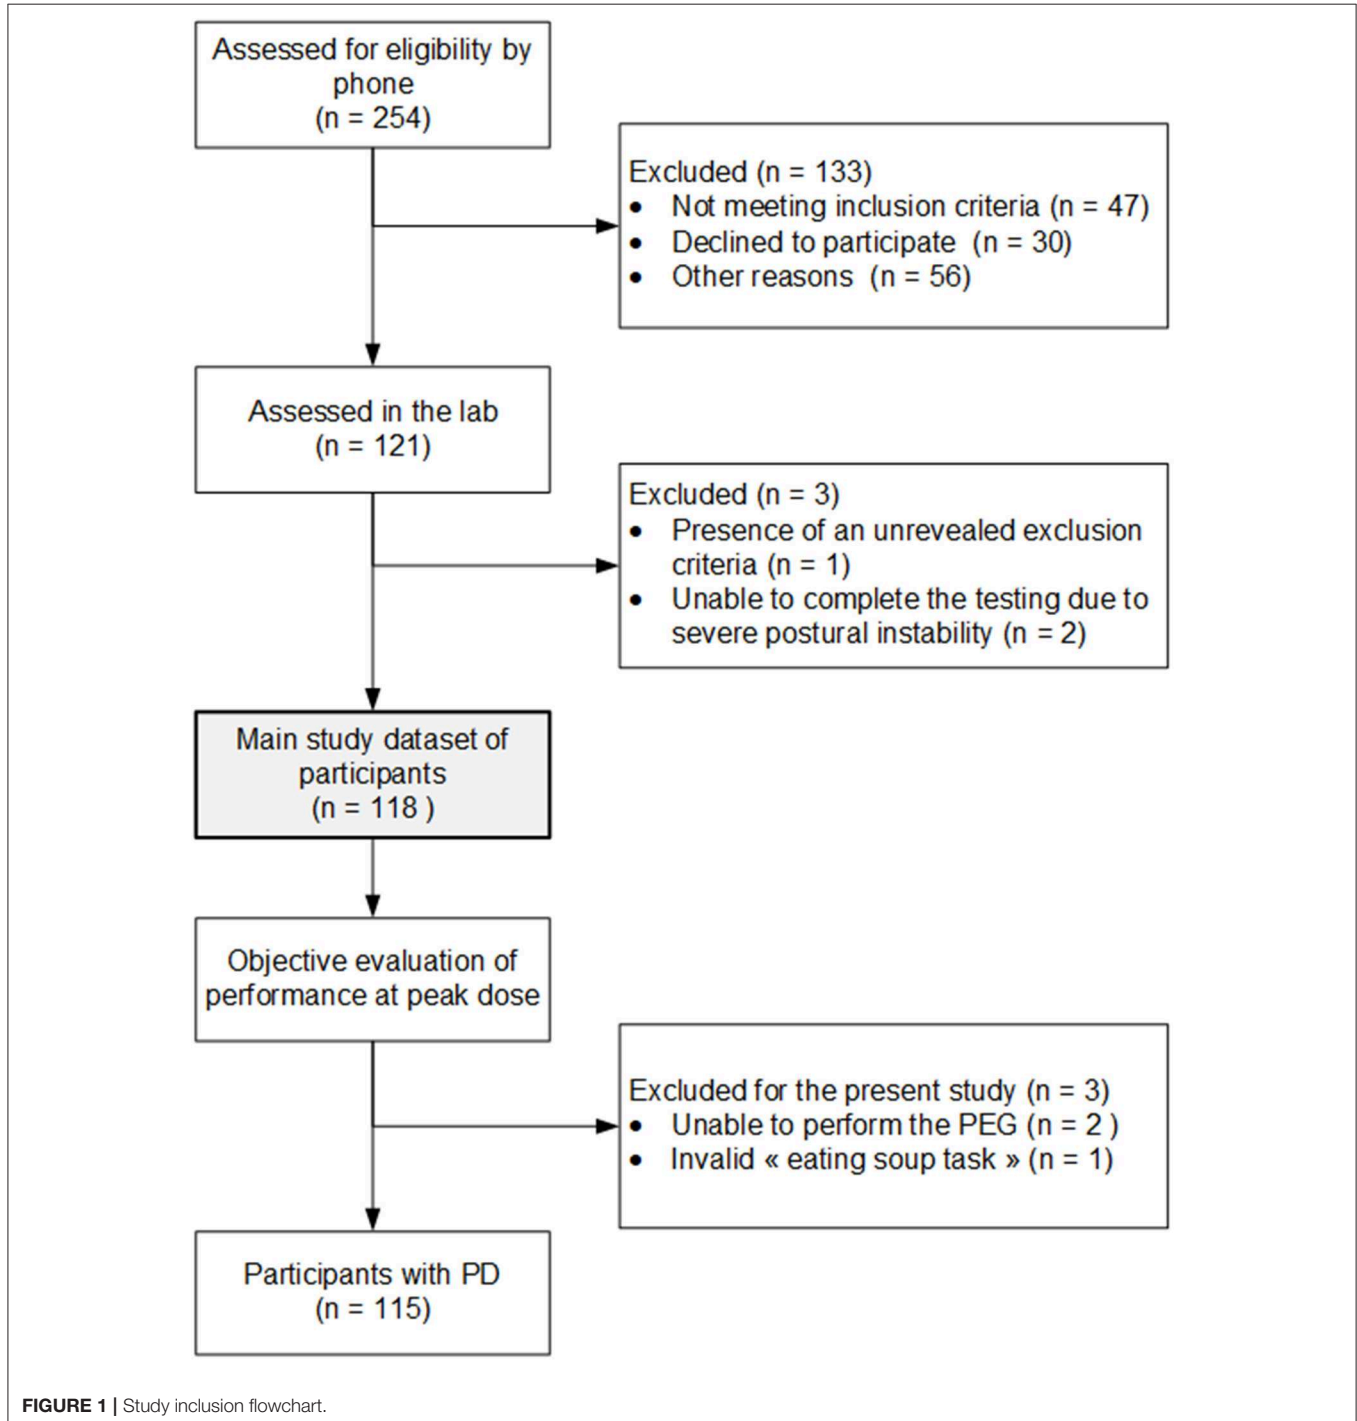 Assessed for eligibility by
phone
(n = 254)
Excluded (n = 133)
• Not meeting inclusion criteria (n = 47)
• Declined to participate (n = 30)
• Other reasons (n = 56)
Assessed in the lab
(n = 121)
Excluded (n = 3)
• Presence of an unrevealed exclusion
criteria (n = 1)
• Unable to complete the testing due to
severe postural instability (n = 2)
Main study dataset of
participants
(n = 118 )
Objective evaluation of
performance at peak dose
Excluded for the present study (n = 3)
• Unable to perform the PEG (n = 2 )
• Invalid « eating soup task » (n = 1)
Participants with PD
(n = 115)
FIGURE 1 | Study inclusion flowchart.